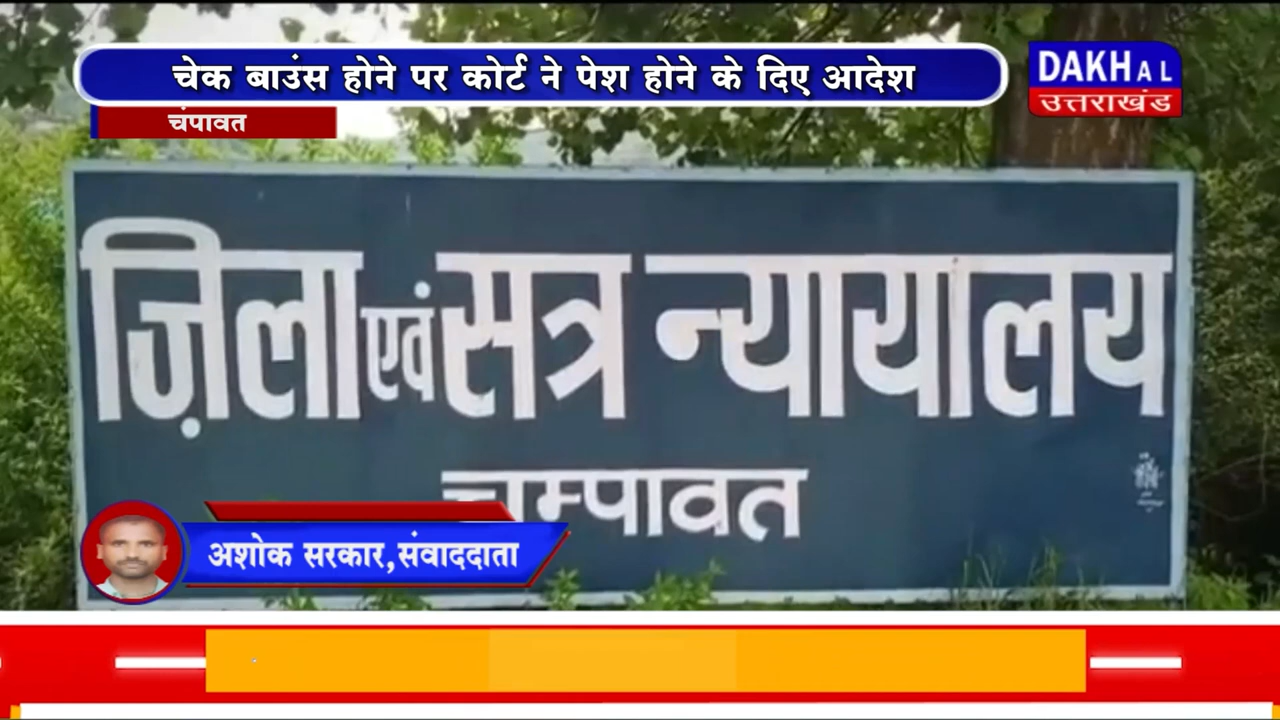 चेक बाउंस होने पर कोर्ट ने पेश होने के दिए आदेश
DAKHAL
उत्तराखंड
चंपावत
ज़िला एवं सत्र न्यायालय
चम्पावत
अशोक सरकार,संवाददाता